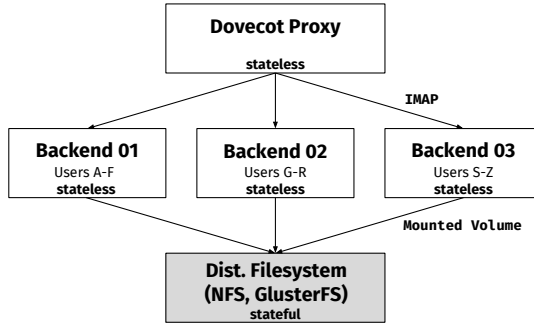 Dovecot Proxy
stateless
IMAP
Backend 01
Users A-F
stateless
Backend 02
Users G-R
stateless
Backend 03
Users S-Z
stateless
Mounted Volume
Dist. Filesystem
(NFS, GlusterFS)
stateful